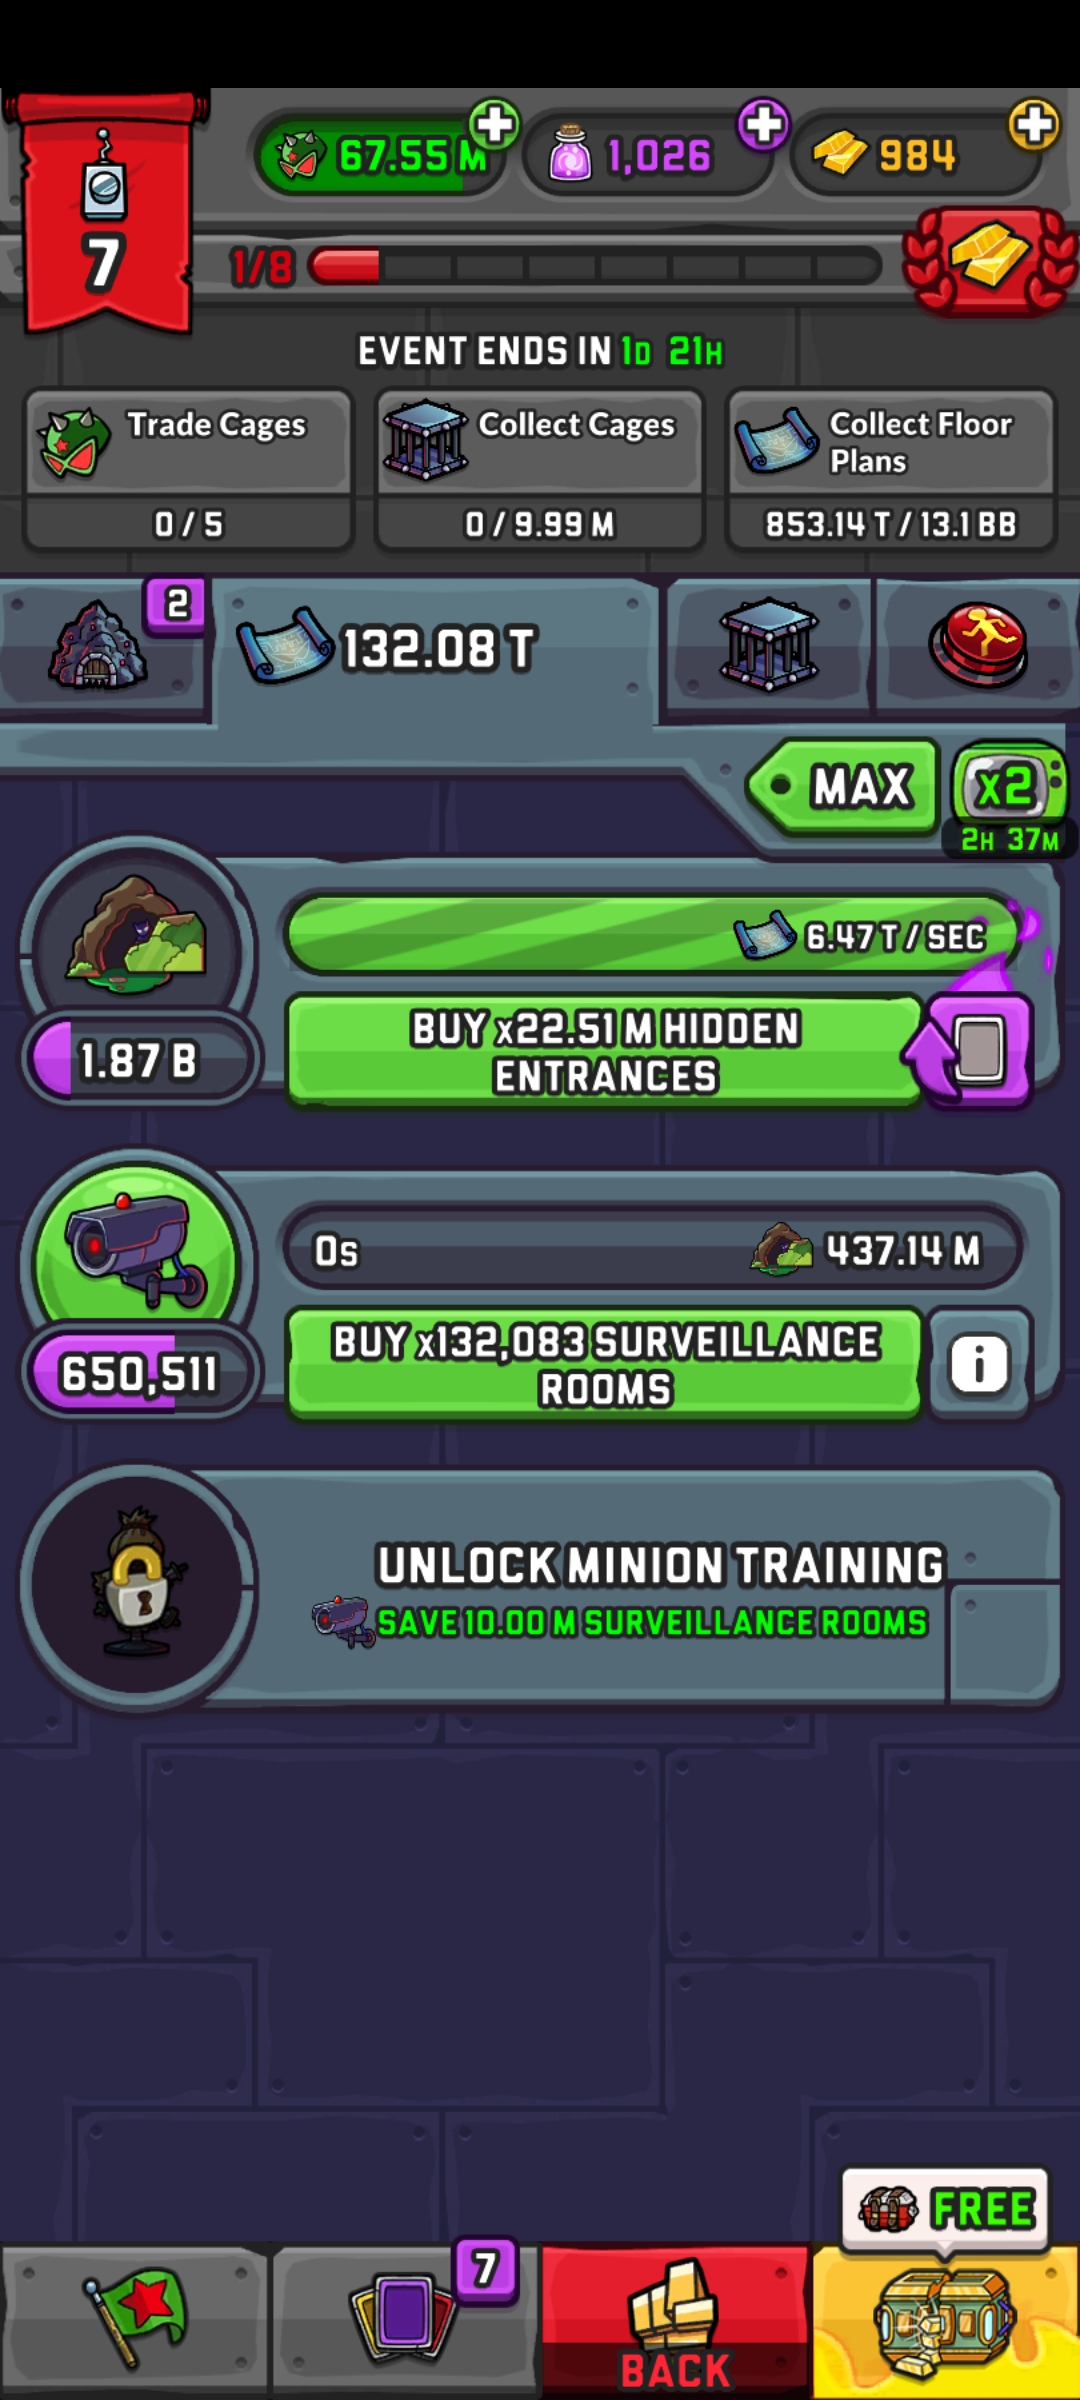 67.55 M
1,026
984
7
1/8
EVENT ENDS IN 1D 21H
Trade Cages
Collect Cages
Collect Floor
Plans
0 / 5
0 / 9.99 M
853.14 T / 13.1 BB
2
132.08 T
MAX
x2
2H 37M
6.47 T / SEC
BUY x22.51 M HIDDEN
ENTRANCES
1.87 B
0s
437.14 M
BUY x132,083 SURVEILLANCE
ROOMS
i
650,511
UNLOCK MINION TRAINING
SAVE 10.00 M SURVEILLANCE ROOMS
FREE
7
BACK